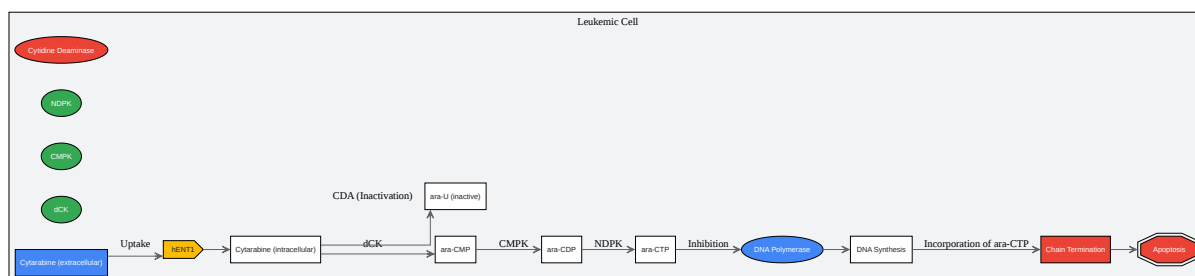 Leukemic Cell
Cytidine Deaminase
NDPK
CMPK
dCK
CDA (Inactivation)
ara-U (inactive)
Cytarabine (extracellular)
Uptake
hENT1
Cytarabine (intracellular)
dCK
ara-CMP
CMPK
ara-CDP
NDPK
ara-CTP
Inhibition
DNA Polymerase
DNA Synthesis
Incorporation of ara-CTP
Chain Termination
Apoptosis